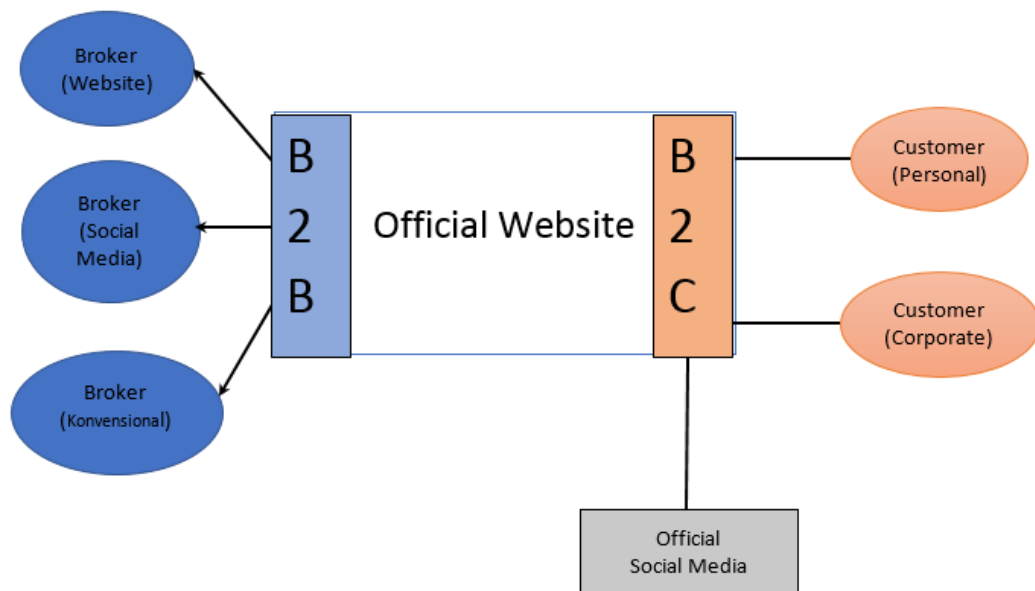 Broker
(Website)
Broker
(Social
Media)
Broker
(Konvensional)
B
2
B
Official Website
B
2
C
Customer
(Personal)
Customer
(Corporate)
Official
Social Media